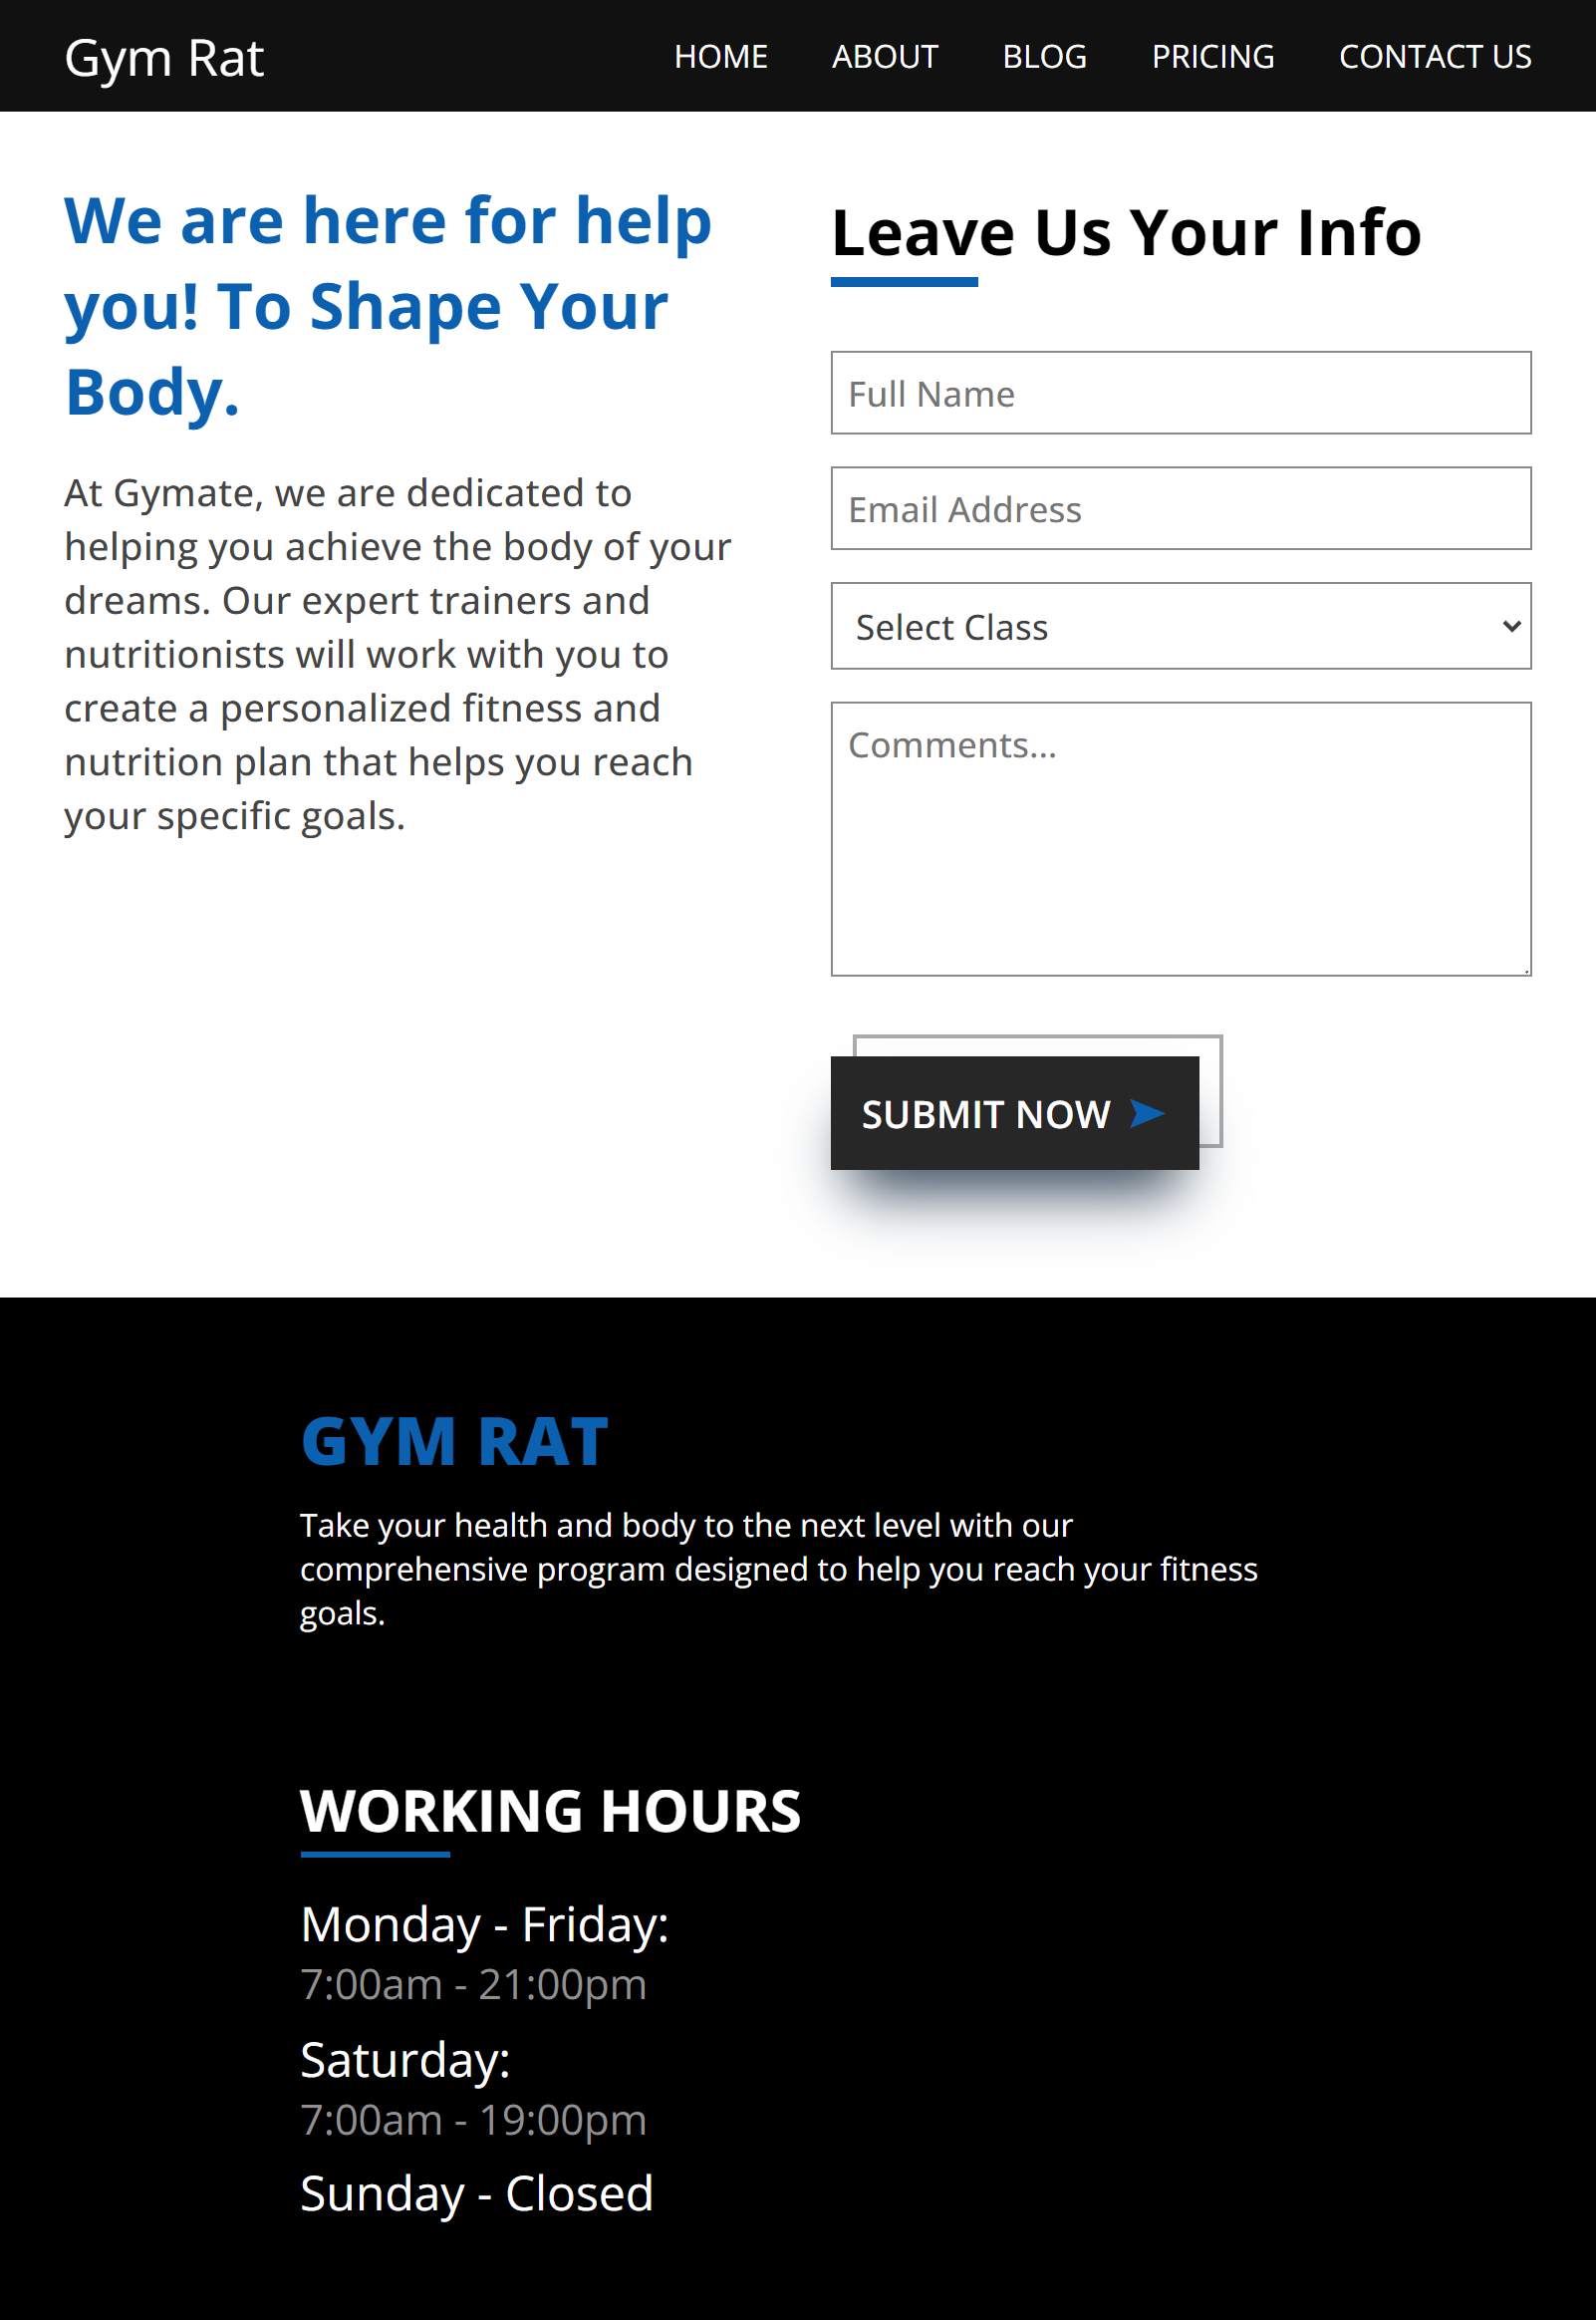 Gym Rat
HOME ABOUT BLOG PRICING CONTACT US
We are here for help
you! To Shape Your
Body.
At Gymate, we are dedicated to
helping you achieve the body of your
dreams. Our expert trainers and
nutritionists will work with you to
create a personalized fitness and
nutrition plan that helps you reach
your specific goals.
Leave Us Your Info
Full Name
Email Address
Select Class
Comments...
SUBMIT NOW
GYM RAT
Take your health and body to the next level with our
comprehensive program designed to help you reach your fitness
goals.
WORKING HOURS
Monday - Friday:
7:00am - 21:00pm
Saturday:
7:00am - 19:00pm
Sunday - Closed